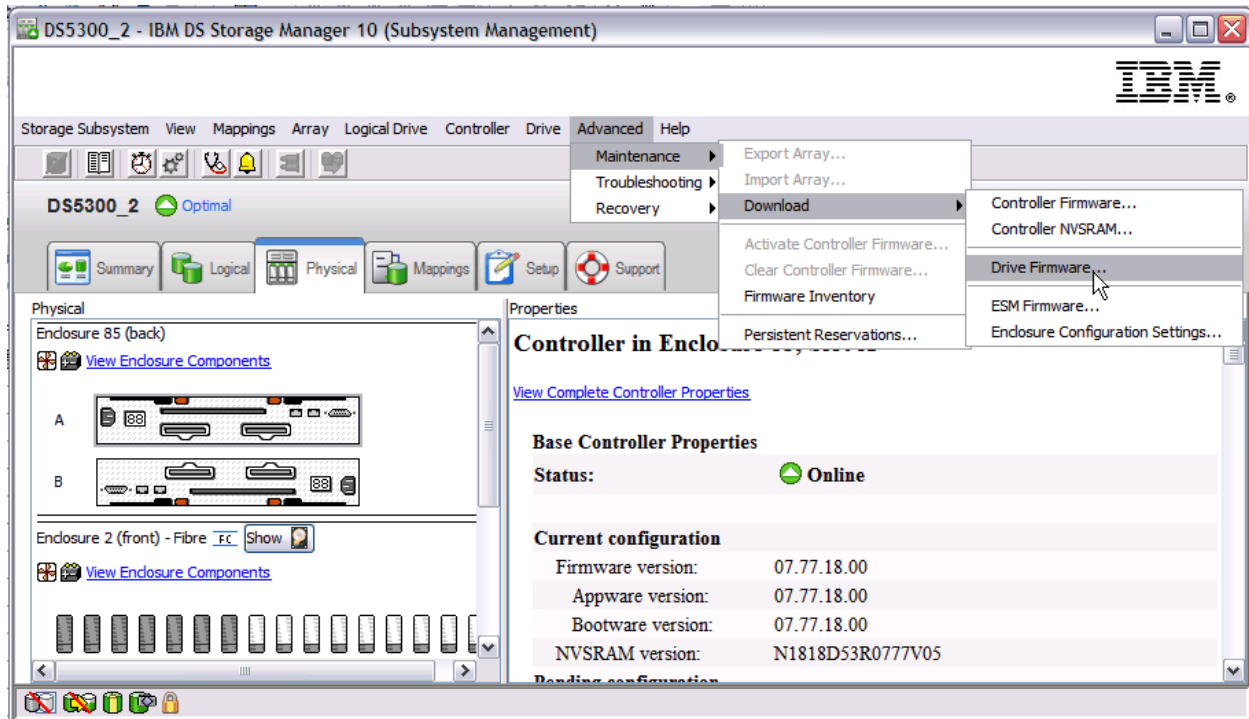 DS5300_2 - IBM DS Storage Manager 10 (Subsystem Management)
IBM®
Storage Subsystem View Mappings Array Logical Drive Controller Drive Advanced Help
Maintenance
Troubleshooting
Recovery
Export Array...
Import Array...
Download
Activate Controller Firmware...
Clear Controller Firmware...
Firmware Inventory
Persistent Reservations...
Controller Firmware...
Controller NVSRAM...
Drive Firmware...
ESM Firmware...
Enclosure Configuration Settings...
DS5300_2 Optimal
Summary Logical Physical Mappings Setup Support
Physical
Enclosure 85 (back)
View Enclosure Components
A
88
B
88
Enclosure 2 (front) - Fibre FC Show
View Enclosure Components
Properties
Controller in
View Complete Controller Properties
Base Controller Properties
Status: Online
Current configuration
Firmware version: 07.77.18.00
Appware version: 07.77.18.00
Bootware version: 07.77.18.00
NVSRAM version: N1818D53R0777V05
Pending configuration